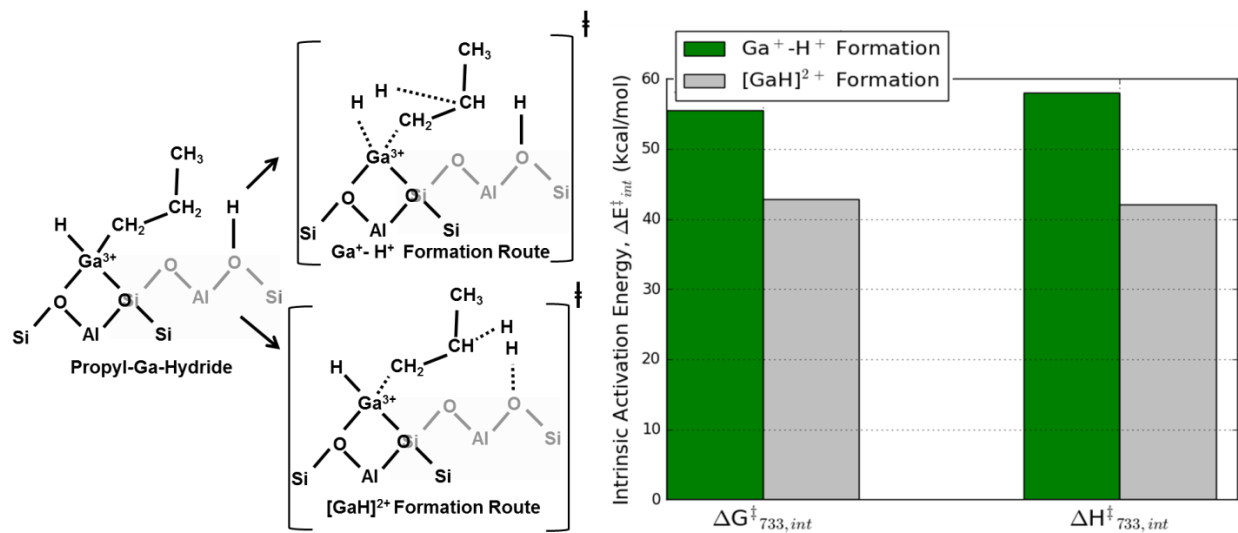 CH₃
CH₂
CH₂
H
H
Ga³⁺
O
O
O
O
Si
Al
Si
Si
Al
Si
Propyl-Ga-Hydride
‡
CH₃
H
CH
H
CH₂
H
Ga³⁺
O
O
O
O
Si
Al
Si
Si
Al
Si
Ga⁺- H⁺ Formation Route
‡
CH₃
H
CH
H
CH₂
H
Ga³⁺
O
O
O
O
Si
Al
Si
Si
Al
Si
[GaH]²⁺ Formation Route
Ga⁺-H⁺ Formation
[GaH]²⁺ Formation
Intrinsic Activation Energy, ΔE‡int (kcal/mol)
60
50
40
30
20
10
0
ΔG‡733,int
ΔH‡733,int